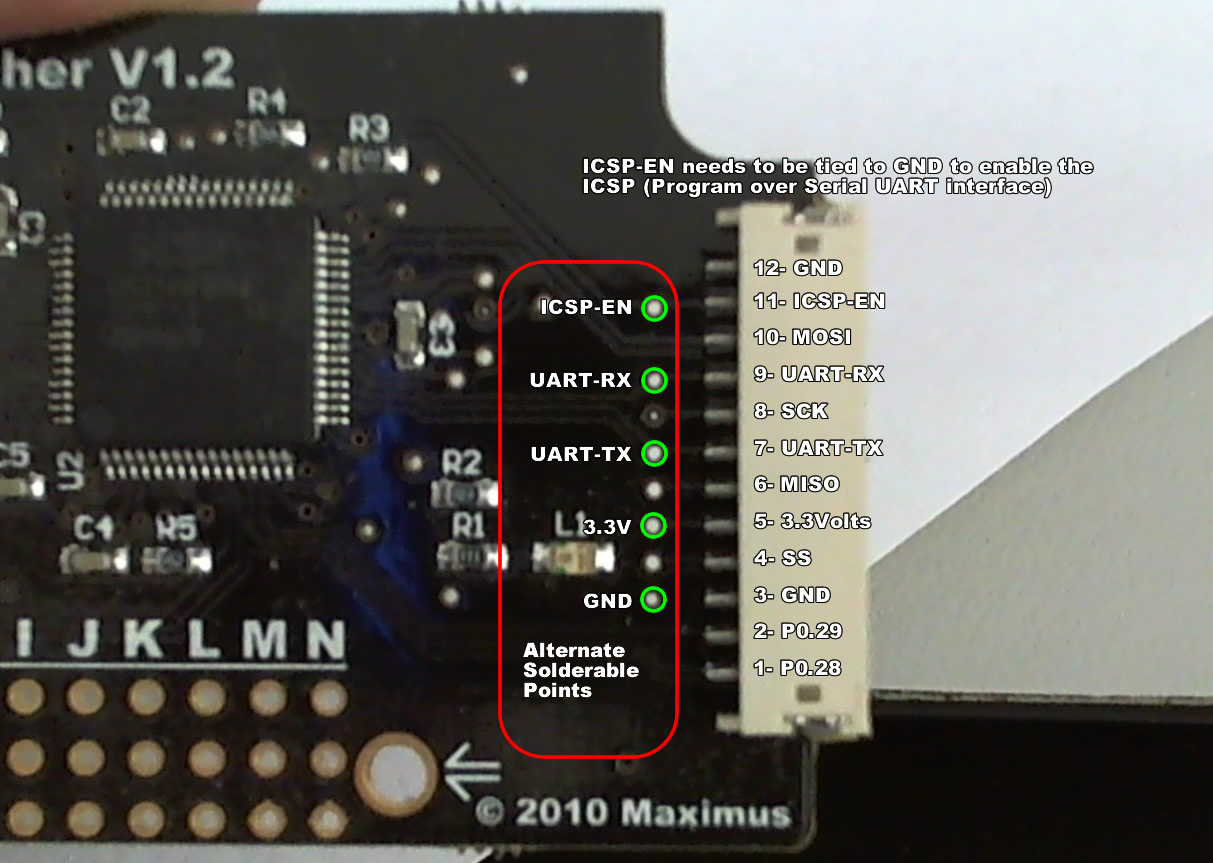 her V1.2
C2
R4
R3
ICSP-EN needs to be tied to GND to enable the
ICSP (Program over Serial UART interface)
C3
12- GND
ICSP-EN
11- ICSP-EN
10- MOSI
UART-RX
9- UART-RX
8- SCK
UART-TX
7- UART-TX
C5
U2
R2
6- MISO
C4
R5
R1
L1
3.3V
5- 3.3Volts
4- SS
GND
3- GND
I J K L M N
2- P0.29
Alternate
Solderable
Points
1- P0.28
© 2010 Maximus